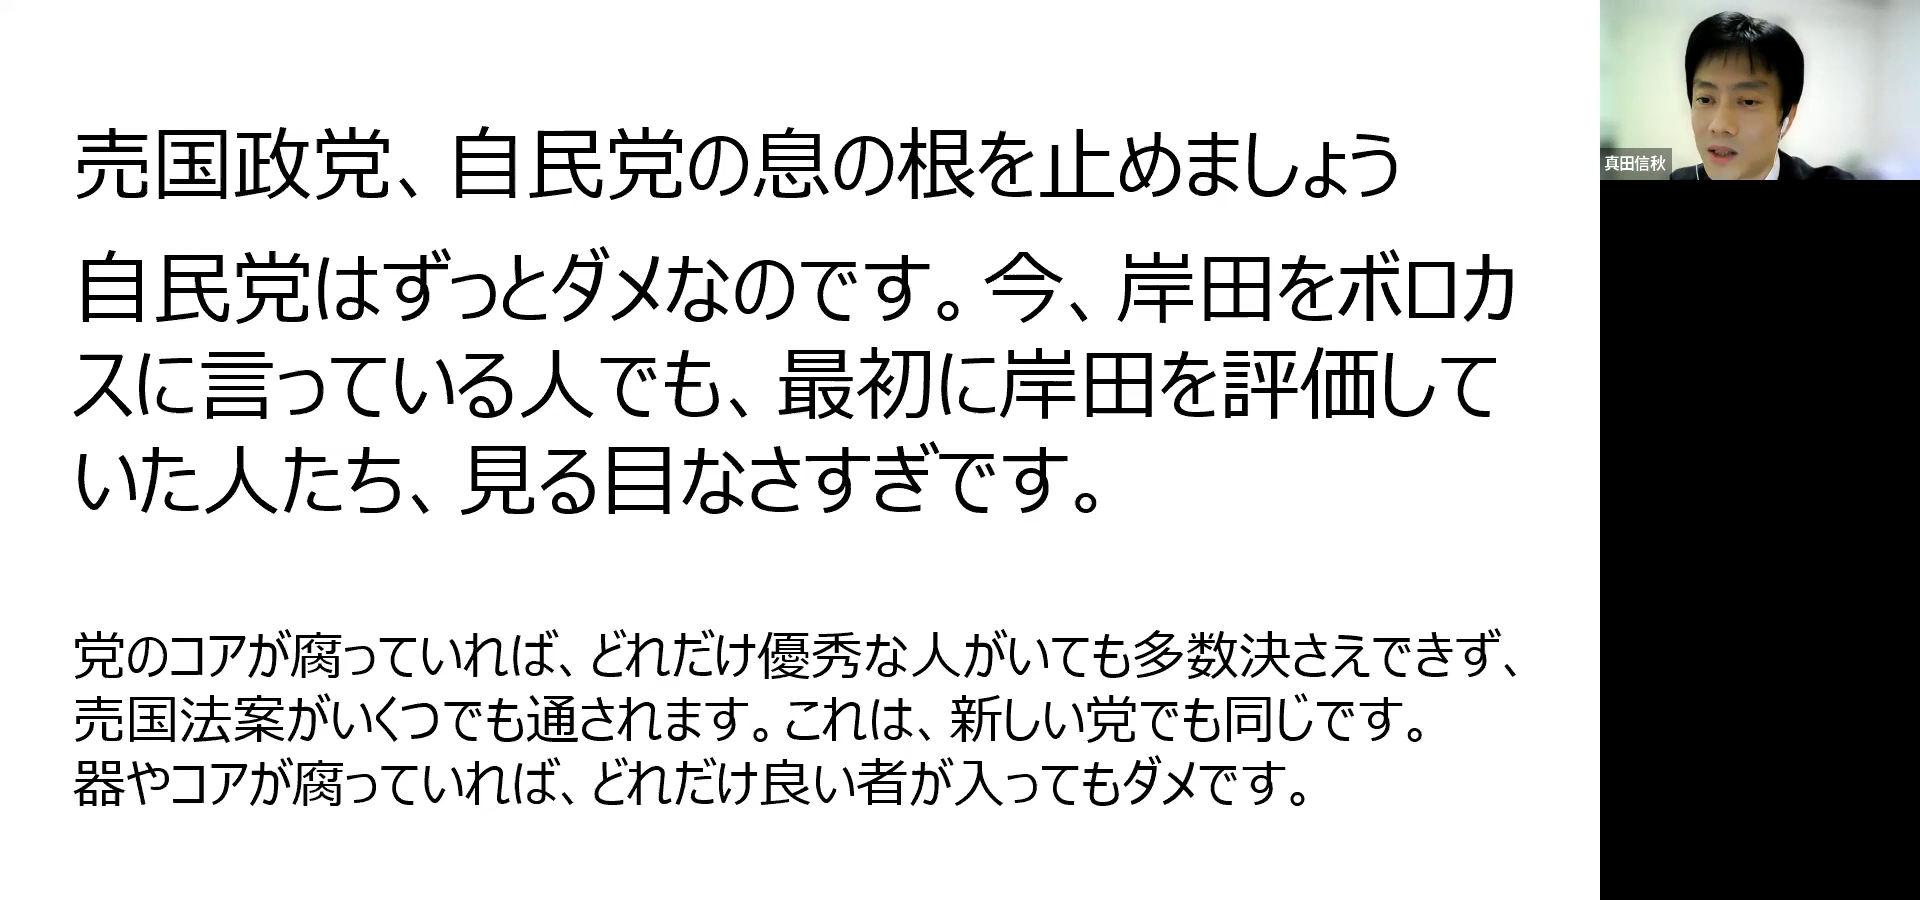 売国政党、自民党の息の根を止めましょう
自民党はずっとダメなのです。今、岸田をボロカ
スに言っている人でも、最初に岸田を評価して
いた人たち、見る目なさすぎです。
党のコアが腐っていれば、どれだけ優秀な人がいても多数決さえできず、
売国法案がいくつでも通されます。これは、新しい党でも同じです。
器やコアが腐っていれば、どれだけ良い者が入ってもダメです。
真田信秋